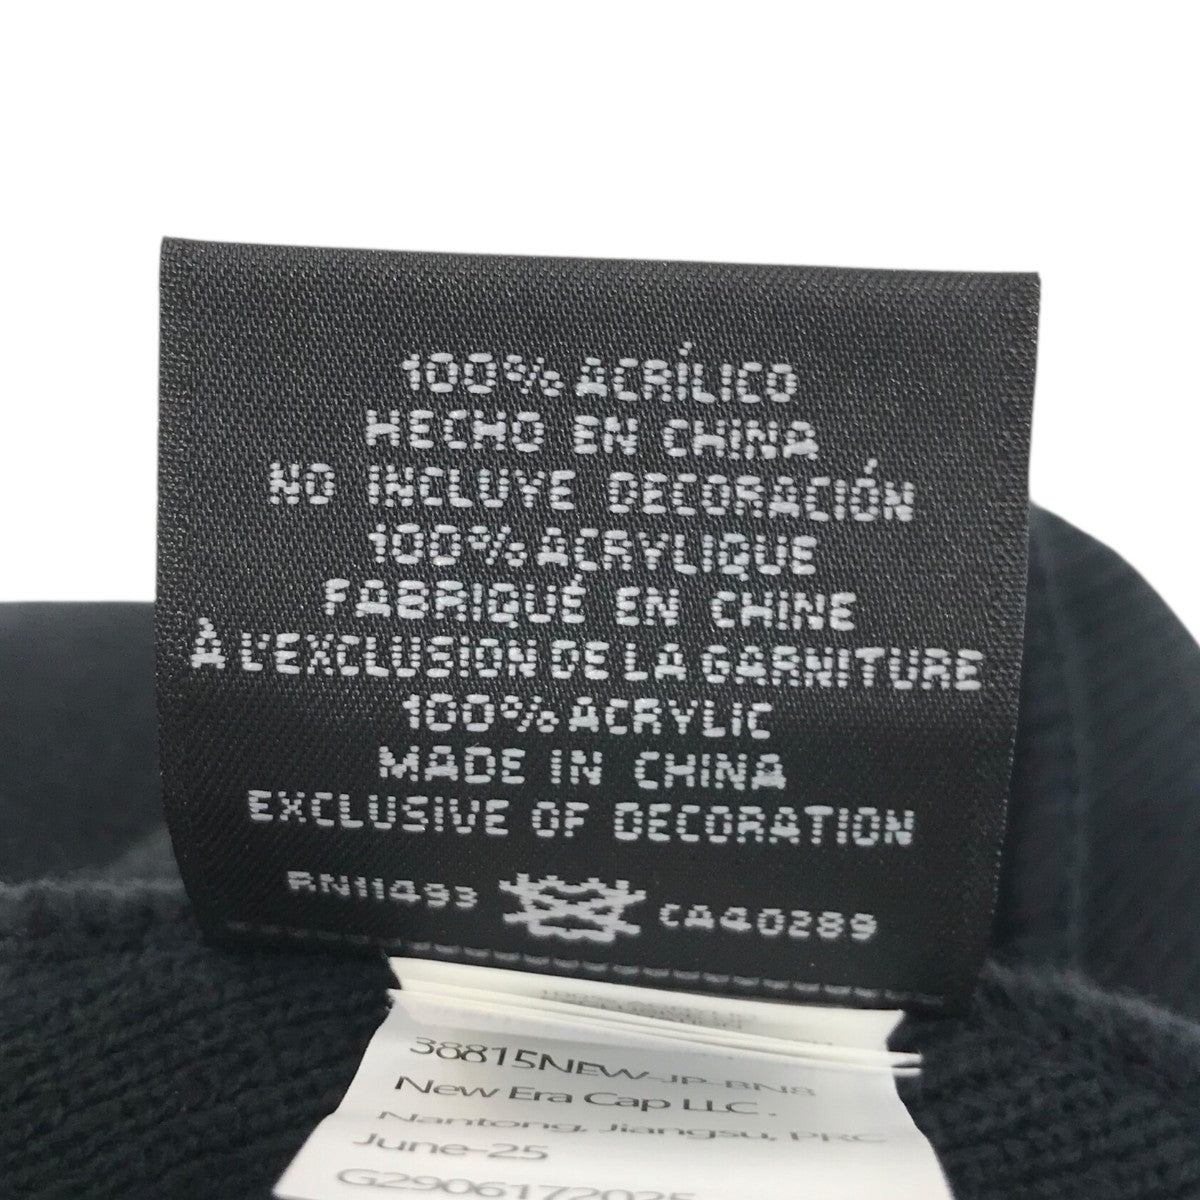 100% ACRÍLICO
HECHO EN CHINA
NO INCLUYE DECORACIÓN
100% ACRYLIQUE
FABRIQUÉ EN CHINE
À L'EXCLUSION DE LA GARNITURE
100% ACRYLIC
MADE IN CHINA
EXCLUSIVE OF DECORATION
RN11493 CA40289
38815NEW-JP-BN8
New Era Cap LLC .
Nantong, Jiangsu, PRC
June-25